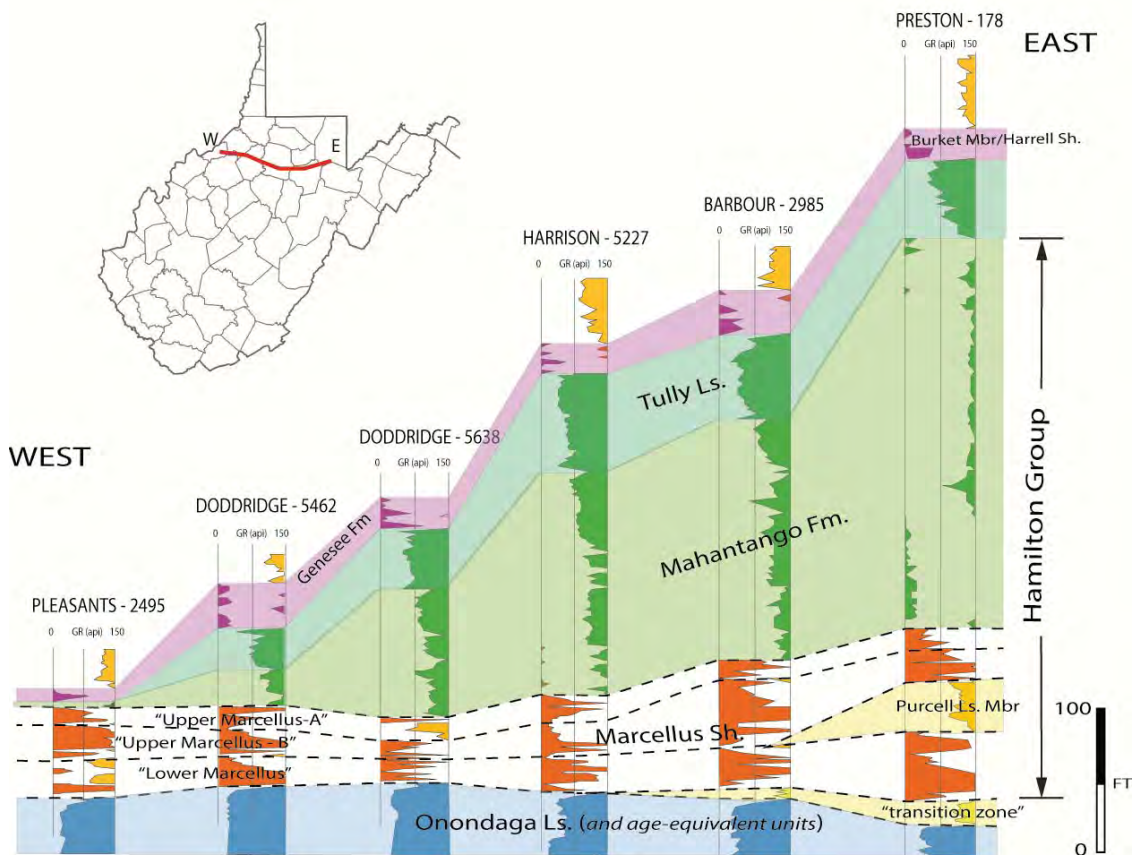 PRESTON - 178
0 GR (api) 150
EAST
W
E
Burket Mbr/Harrell Sh.
BARBOUR - 2985
0 GR (api) 150
HARRISON - 5227
0 GR (api) 150
Tully Ls.
DODDRIDGE - 5638
0 GR (api) 150
WEST
DODDRIDGE - 5462
0 GR (api) 150
Genesee Fm
Mahantango Fm.
Hamilton Group
PLEASANTS - 2495
0 GR (api) 150
"Upper Marcellus-A"
"Upper Marcellus - B"
"Lower Marcellus"
Marcellus Sh.
Purcell Ls. Mbr
100
FT
0
"transition zone"
Onondaga Ls. (and age-equivalent units)